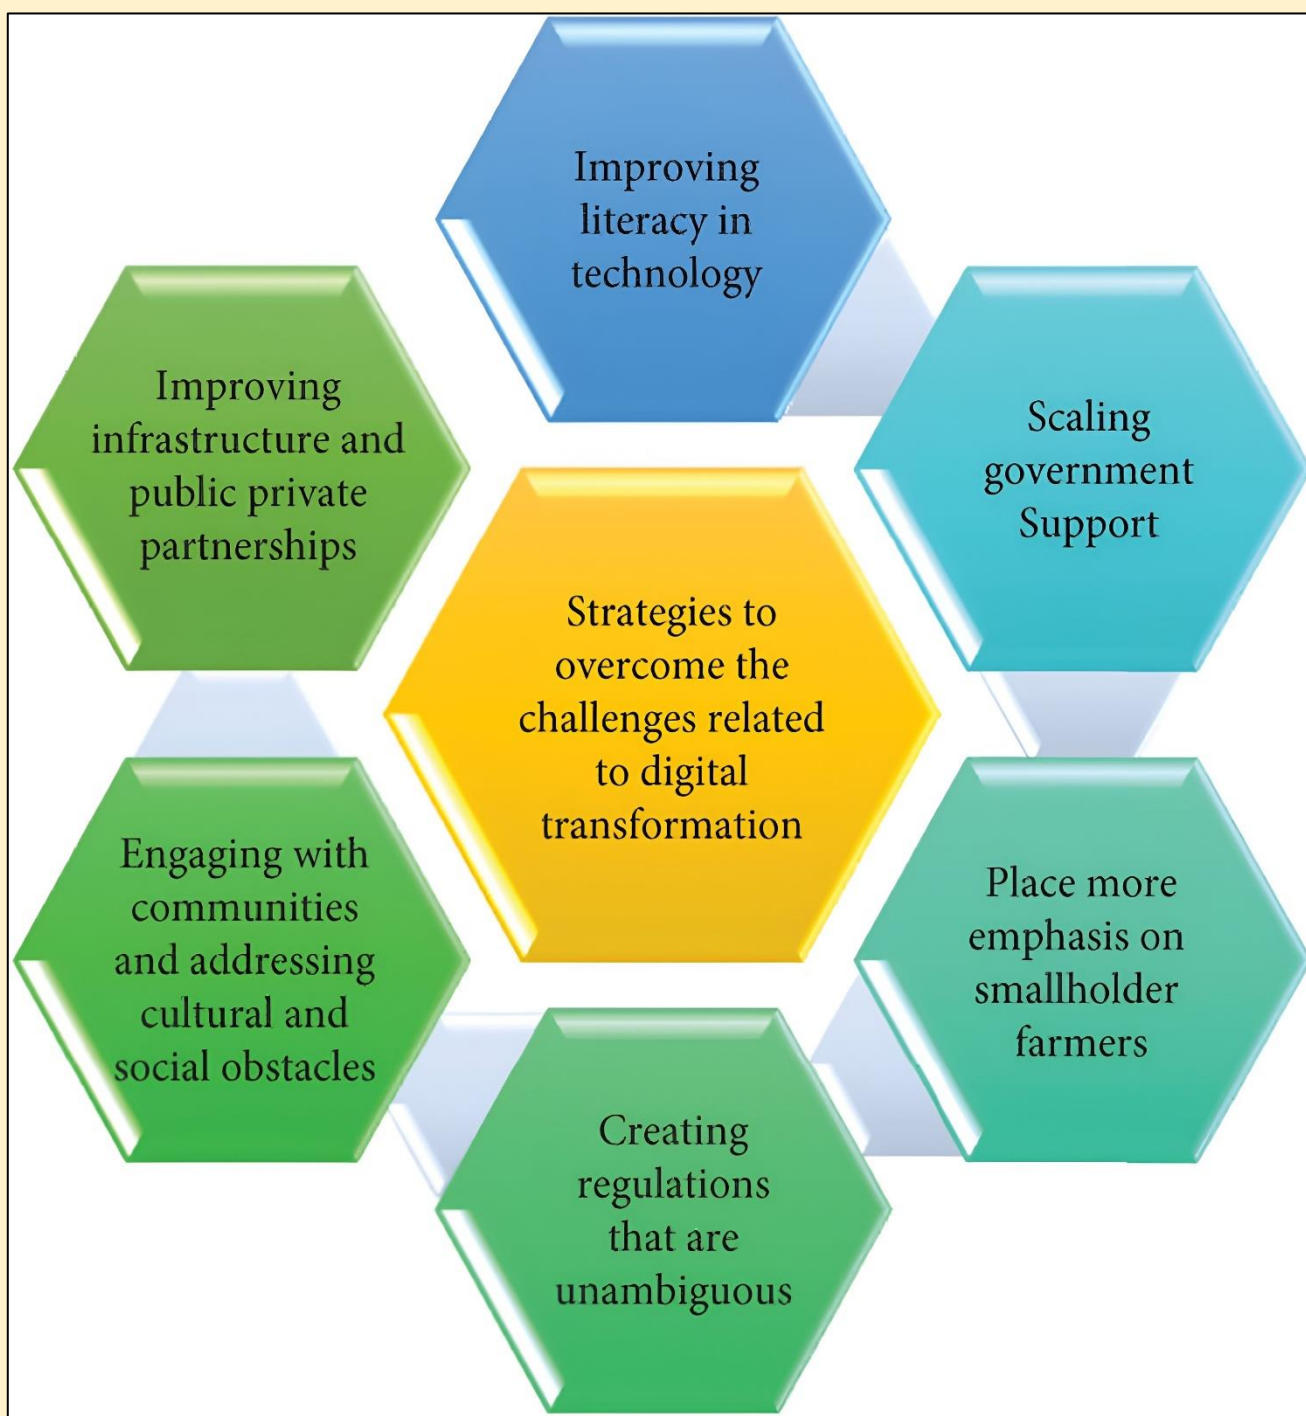 Improving
literacy in
technology
Scaling
government
Support
Place more
emphasis on
smallholder
farmers
Creating
regulations
that are
unambiguous
Engaging with
communities
and addressing
cultural and
social obstacles
Improving
infrastructure and
public private
partnerships
Strategies to
overcome the
challenges related
to digital
transformation